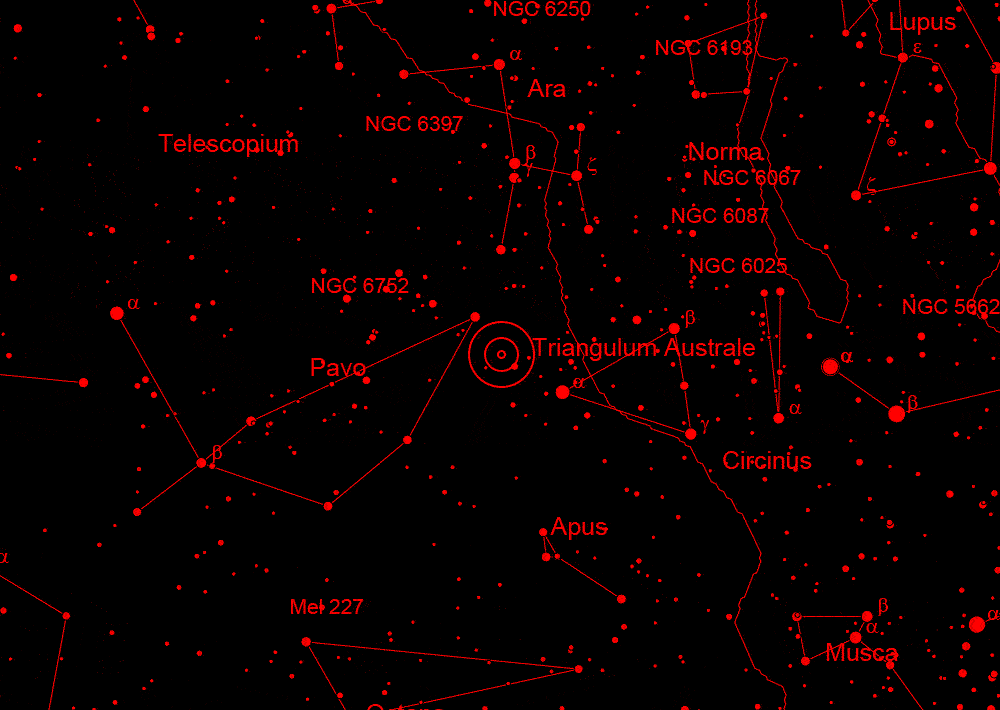 NGC 6250
Lupus
ε
NGC 6193
α
Ara
NGC 6397
Telescopium
β
γ
ζ
Norma
NGC 6067
ζ
NGC 6087
NGC 6025
NGC 6752
α
NGC 5662
β
Triangulum Australe
α
Pavo
α
β
α
γ
β
Circinus
Apus
α
Mel 227
β
α
α
Musca